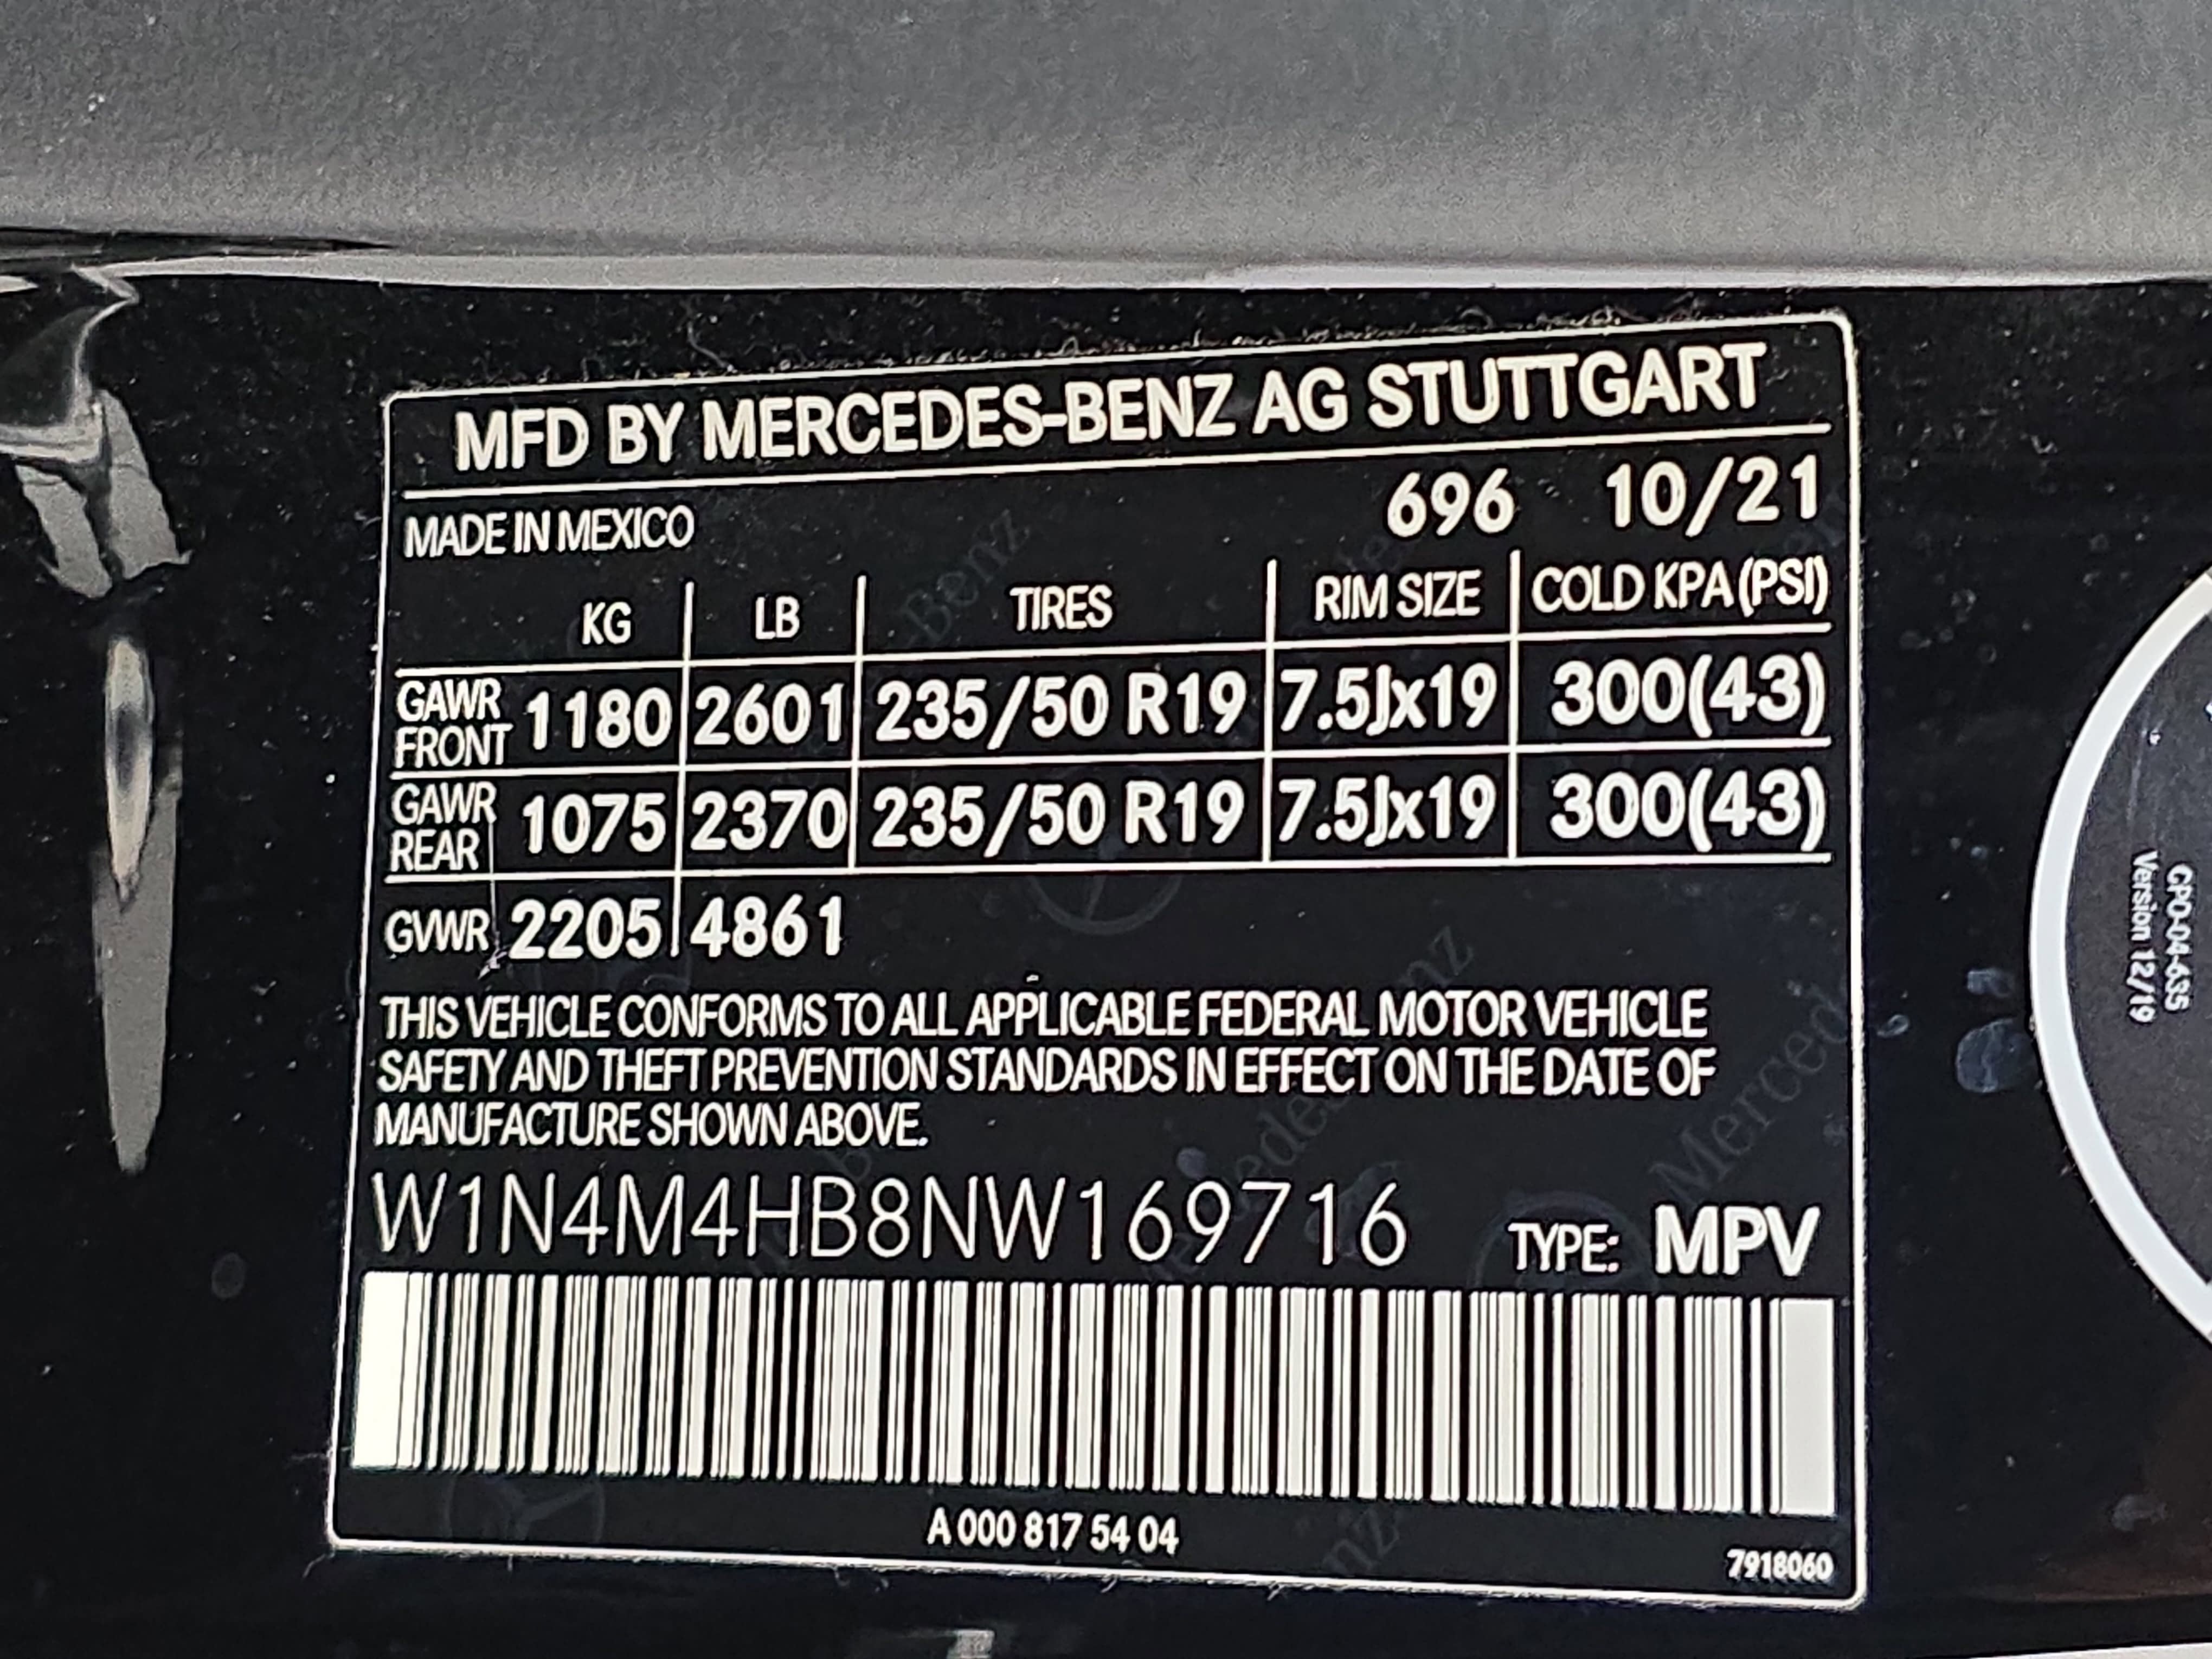 MFD BY MERCEDES-BENZ AG STUTTGART
MADE IN MEXICO 696 10/21
KG LB TIRES RIM SIZE COLD KPA (PSI)
GAWR FRONT 1180 2601 235/50 R19 7.5Jx19 300(43)
GAWR REAR 1075 2370 235/50 R19 7.5Jx19 300(43)
GVWR 2205 4861
THIS VEHICLE CONFORMS TO ALL APPLICABLE FEDERAL MOTOR VEHICLE
SAFETY AND THEFT PREVENTION STANDARDS IN EFFECT ON THE DATE OF
MANUFACTURE SHOWN ABOVE.
W1N4M4HB8NW169716 TYPE: MPV
A 000 817 54 04
7918060
GPO-04-635
Version 12/19